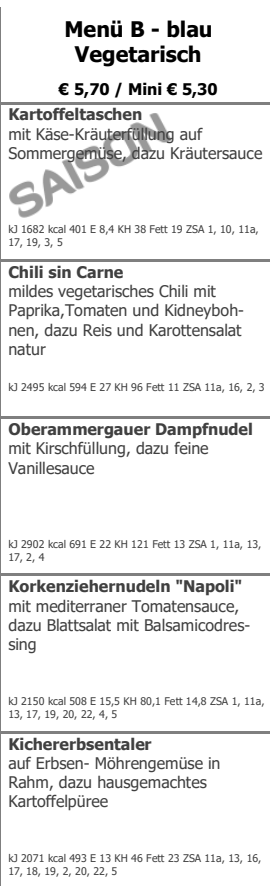 Menü B - blau
Vegetarisch
€ 5,70 / Mini € 5,30
Kartoffeltaschen
mit Käse-Kräuterfüllung auf
Sommergemüse, dazu Kräutersauce
SAISON
kJ 1682 kcal 401 E 8,4 KH 38 Fett 19 ZSA 1, 10, 11a,
17, 19, 3, 5
Chili sin Carne
mildes vegetarisches Chili mit
Paprika,Tomaten und Kidneyboh-
nen, dazu Reis und Karottensalat
natur
kJ 2495 kcal 594 E 27 KH 96 Fett 11 ZSA 11a, 16, 2, 3
Oberammergauer Dampfnudel
mit Kirschfüllung, dazu feine
Vanillesauce
kJ 2902 kcal 691 E 22 KH 121 Fett 13 ZSA 1, 11a, 13,
17, 2, 4
Korkenziehernudeln "Napoli"
mit mediterraner Tomatensauce,
dazu Blattsalat mit Balsamicodres-
sing
kJ 2150 kcal 508 E 15,5 KH 80,1 Fett 14,8 ZSA 1, 11a,
13, 17, 19, 20, 22, 4, 5
Kichererbsentaler
auf Erbsen- Möhrengemüse in
Rahm, dazu hausgemachtes
Kartoffelpüree
kJ 2071 kcal 493 E 13 KH 46 Fett 23 ZSA 11a, 13, 16,
17, 18, 19, 2, 20, 22, 5